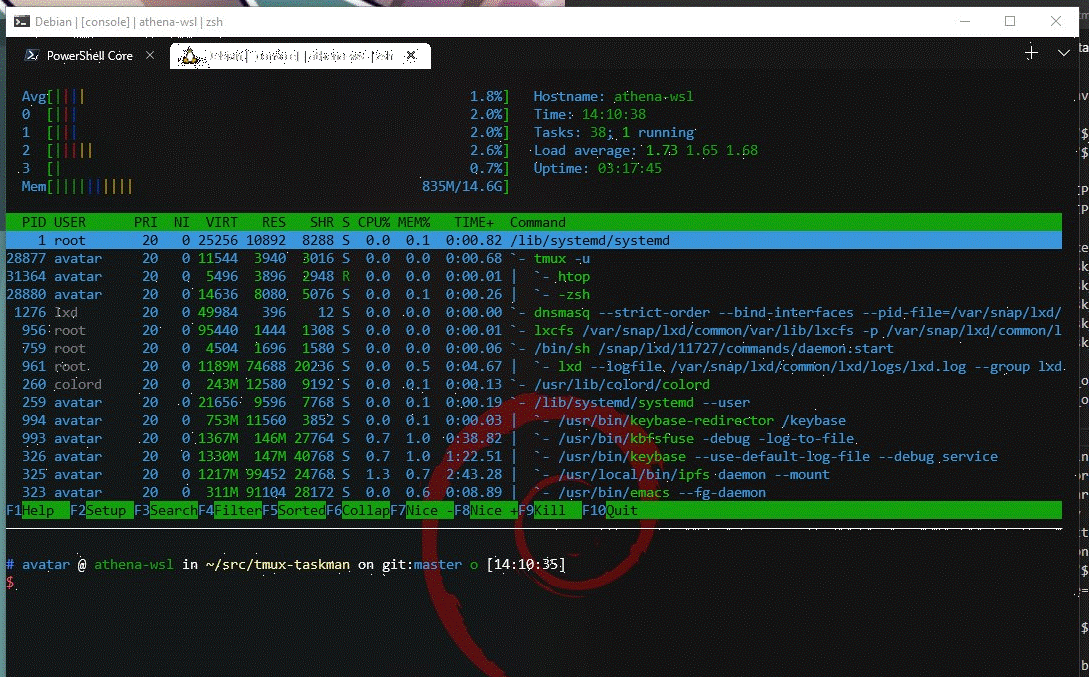 Debian | [console] | athena-wsl | zsh
PowerShell Core
Avg[||||| 1.8%] Hostname: athena-wsl
0 [||| 2.0%] Time: 14:10:38
1 [||| 2.0%] Tasks: 38; 1 running
2 [||||| 2.6%] Load average: 1.73 1.65 1.68
3 [| 0.7%] Uptime: 03:17:45
Mem[|||||||||| 835M/14.6G]
PID USER PRI NI VIRT RES SHR S CPU% MEM% TIME+ Command
1 root 20 0 25256 10892 8288 S 0.0 0.1 0:00.82 /lib/systemd/systemd
28877 avatar 20 0 11544 3940 3016 S 0.0 0.0 0:00.68 `- tmux -u
31364 avatar 20 0 5496 3896 2948 R 0.0 0.0 0:00.01 | `- htop
28880 avatar 20 0 14636 8080 5076 S 0.0 0.1 0:00.26 | `- -zsh
1276 lxd 20 0 49984 396 12 S 0.0 0.0 0:00.00 `- dnsmasq --strict-order --bind-interfaces --pid-file=/var/snap/lxd/
956 root 20 0 95440 1444 1308 S 0.0 0.0 0:00.01 `- lxcfs /var/snap/lxd/common/var/lib/lxcfs -p /var/snap/lxd/common/l
759 root 20 0 4504 1696 1580 S 0.0 0.0 0:00.06 `- /bin/sh /snap/lxd/11727/commands/daemon.start
961 root 20 0 1189M 74688 20236 S 0.0 0.5 0:04.67 | `- lxd --logfile /var/snap/lxd/common/lxd/logs/lxd.log --group lxd
260 colord 20 0 243M 12580 9192 S 0.0 0.1 0:00.13 `- /usr/lib/colord/colord
259 avatar 20 0 21656 9596 7768 S 0.0 0.1 0:00.19 `- /lib/systemd/systemd --user
994 avatar 20 0 753M 11560 3852 S 0.0 0.1 0:00.03 | `- /usr/bin/keybase-redirector /keybase
993 avatar 20 0 1367M 146M 27764 S 0.7 1.0 0:38.82 | `- /usr/bin/kbfsfuse -debug -log-to-file
326 avatar 20 0 1330M 147M 40768 S 0.7 1.0 1:22.51 | `- /usr/bin/keybase --use-default-log-file --debug service
325 avatar 20 0 1217M 99452 24768 S 1.3 0.7 2:43.28 | `- /usr/local/bin/ipfs daemon --mount
323 avatar 20 0 311M 91104 28172 S 0.0 0.6 0:08.89 | `- /usr/bin/emacs --fg-daemon
F1Help F2Setup F3SearchF4FilterF5SortedF6CollapF7Nice -F8Nice +F9Kill F10Quit
# avatar @ athena-wsl in ~/src/tmux-taskman on git:master o [14:10:35]
$